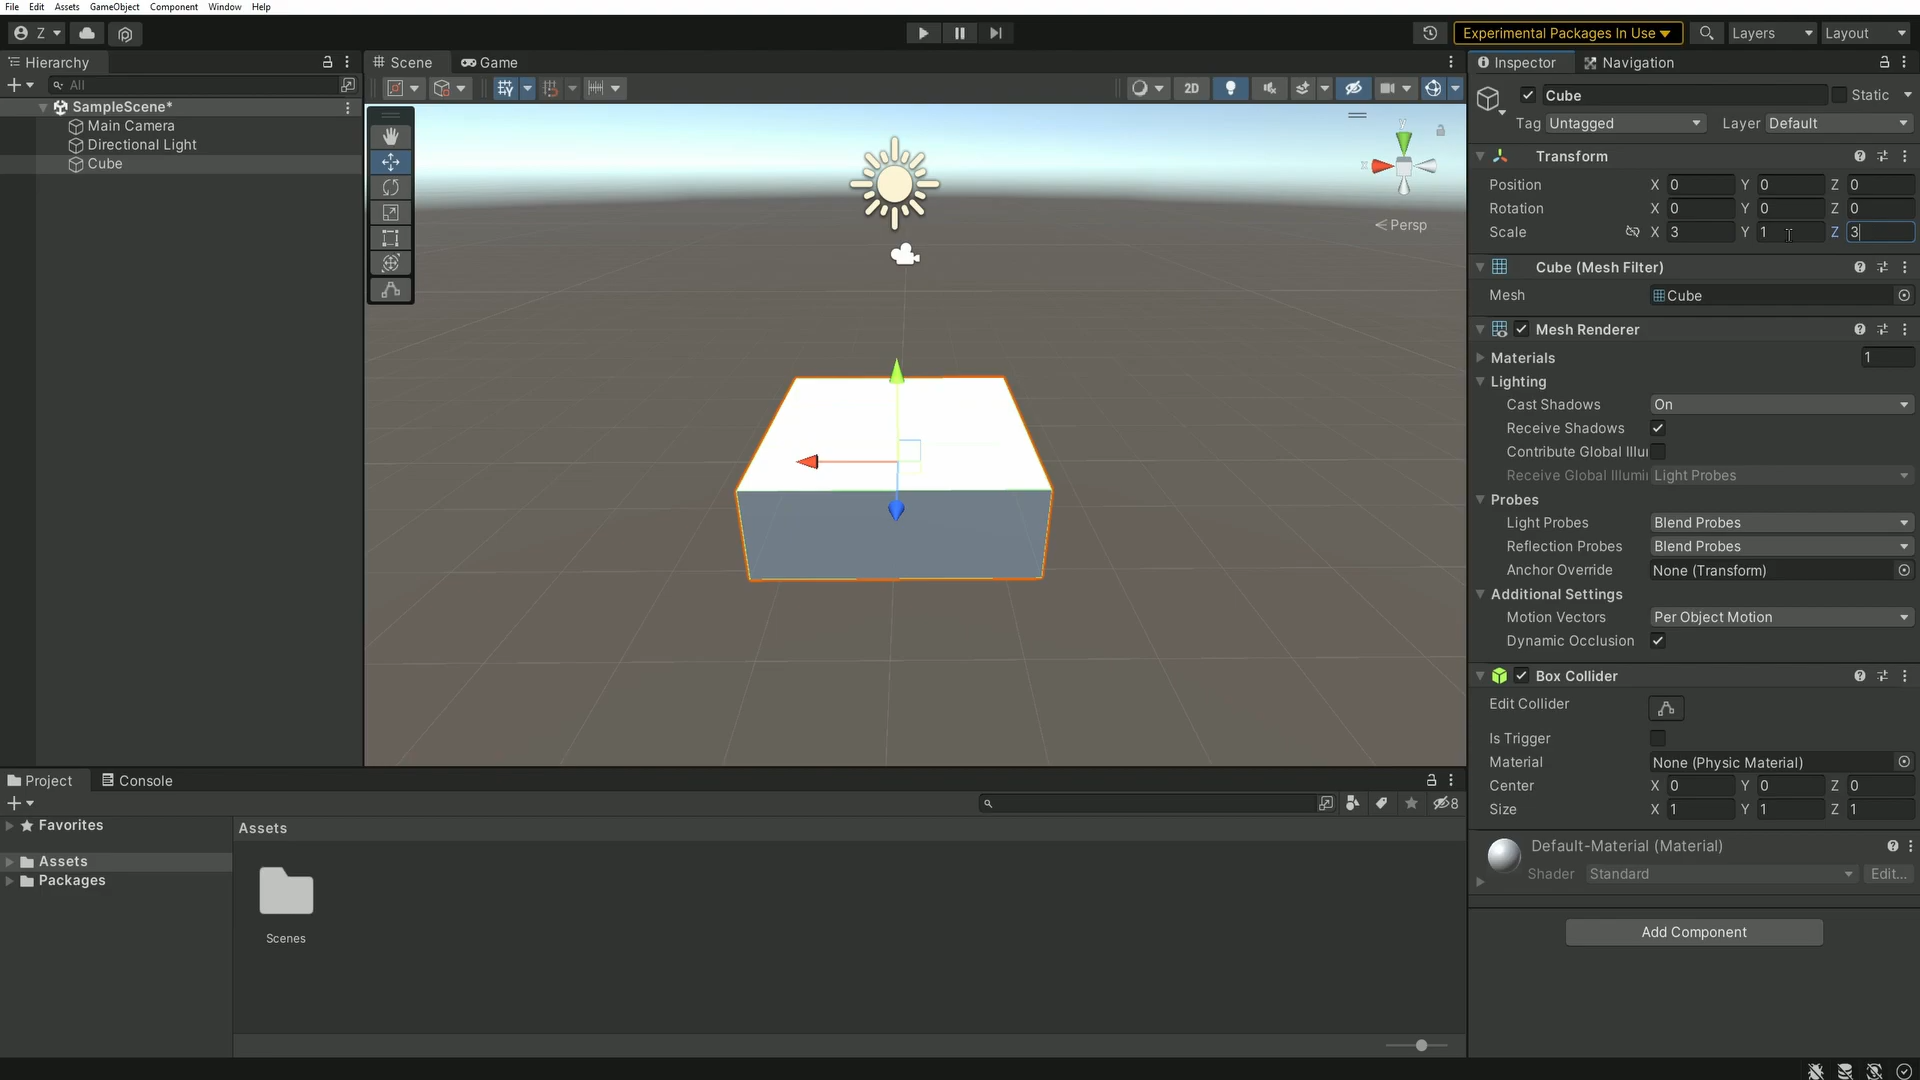 File Edit Assets GameObject Component Window Help
Z Experimental Packages In Use Layers Layout
Hierarchy
All
SampleScene*
Main Camera
Directional Light
Cube
Scene Game
2D
y
x
Persp
Inspector Navigation
Cube Static
Tag Untagged Layer Default
Transform
Position X 0 Y 0 Z 0
Rotation X 0 Y 0 Z 0
Scale X 3 Y 1 Z 3
Cube (Mesh Filter)
Mesh Cube
Mesh Renderer
Materials 1
Lighting
Cast Shadows On
Receive Shadows
Contribute Global Illu
Receive Global Illumi Light Probes
Probes
Light Probes Blend Probes
Reflection Probes Blend Probes
Anchor Override None (Transform)
Additional Settings
Motion Vectors Per Object Motion
Dynamic Occlusion
Box Collider
Edit Collider
Is Trigger
Material None (Physic Material)
Center X 0 Y 0 Z 0
Size X 1 Y 1 Z 1
Default-Material (Material)
Shader Standard Edit...
Add Component
Project Console
8
Favorites
Assets
Packages
Assets
Scenes